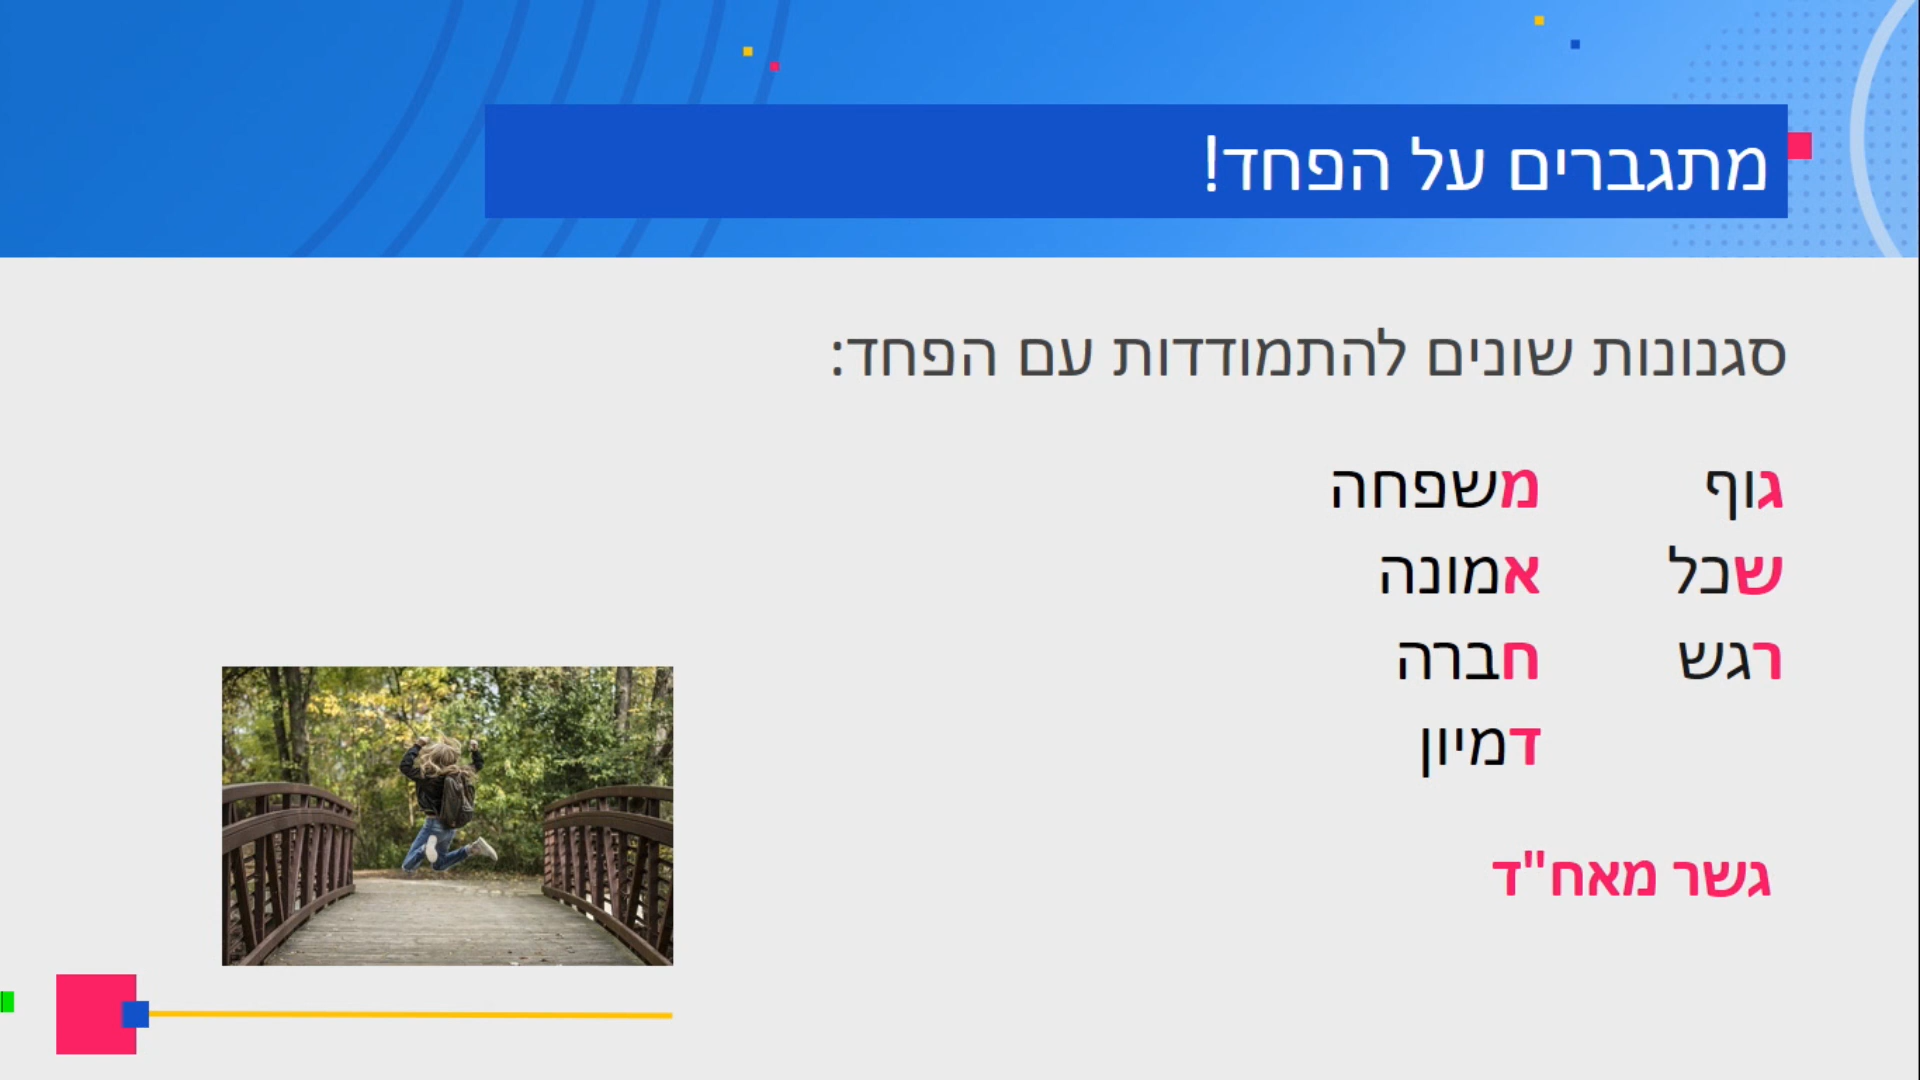 מתגברים על הפחד!
סגנונות שונים להתמודדות עם הפחד:
גוף
שכל
רגש
משפחה
אמונה
חברה
דמיון
גשר מאח"ד